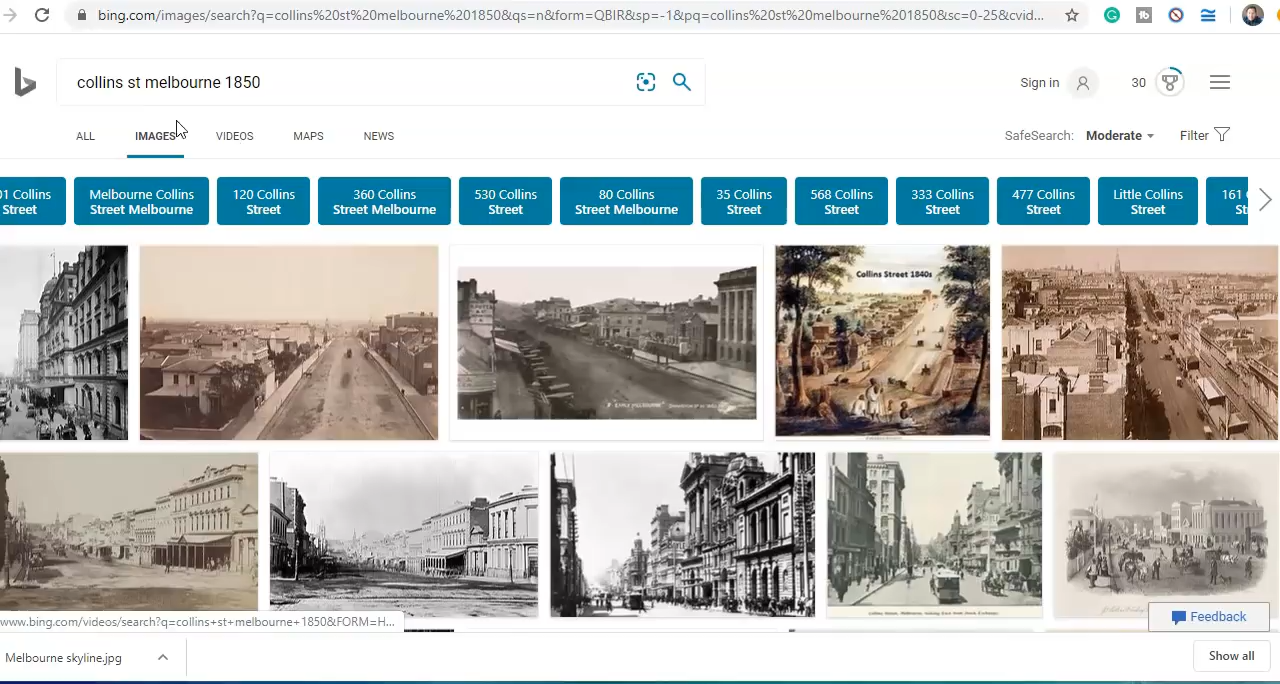 bing.com/images/search?q=collins%20st%20melbourne%201850&qs=n&form=QBIR&sp=-1&pq=collins%20st%20melbourne%201850&sc=0-25&cvid...
collins st melbourne 1850
Sign in
30
ALL
IMAGES
VIDEOS
MAPS
NEWS
SafeSearch:
Moderate
Filter
01 Collins
Street
Melbourne Collins
Street Melbourne
120 Collins
Street
360 Collins
Street Melbourne
530 Collins
Street
80 Collins
Street Melbourne
35 Collins
Street
568 Collins
Street
333 Collins
Street
477 Collins
Street
Little Collins
Street
161
St
Collins Street 1840s
www.bing.com/videos/search?q=collins+st+melbourne+1850&FORM=H...
Feedback
Melbourne skyline.jpg
Show all